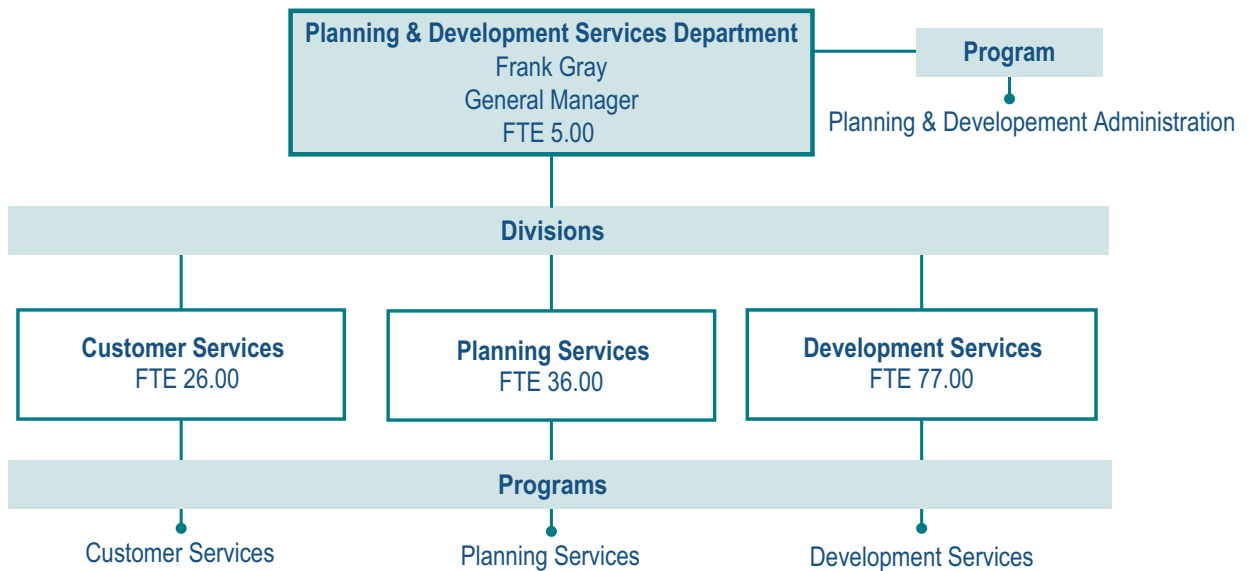 Planning & Development Services Department
Frank Gray
General Manager
FTE 5.00
Program
Planning & Developement Administration
Divisions
Customer Services
FTE 26.00
Planning Services
FTE 36.00
Development Services
FTE 77.00
Programs
Customer Services
Planning Services
Development Services